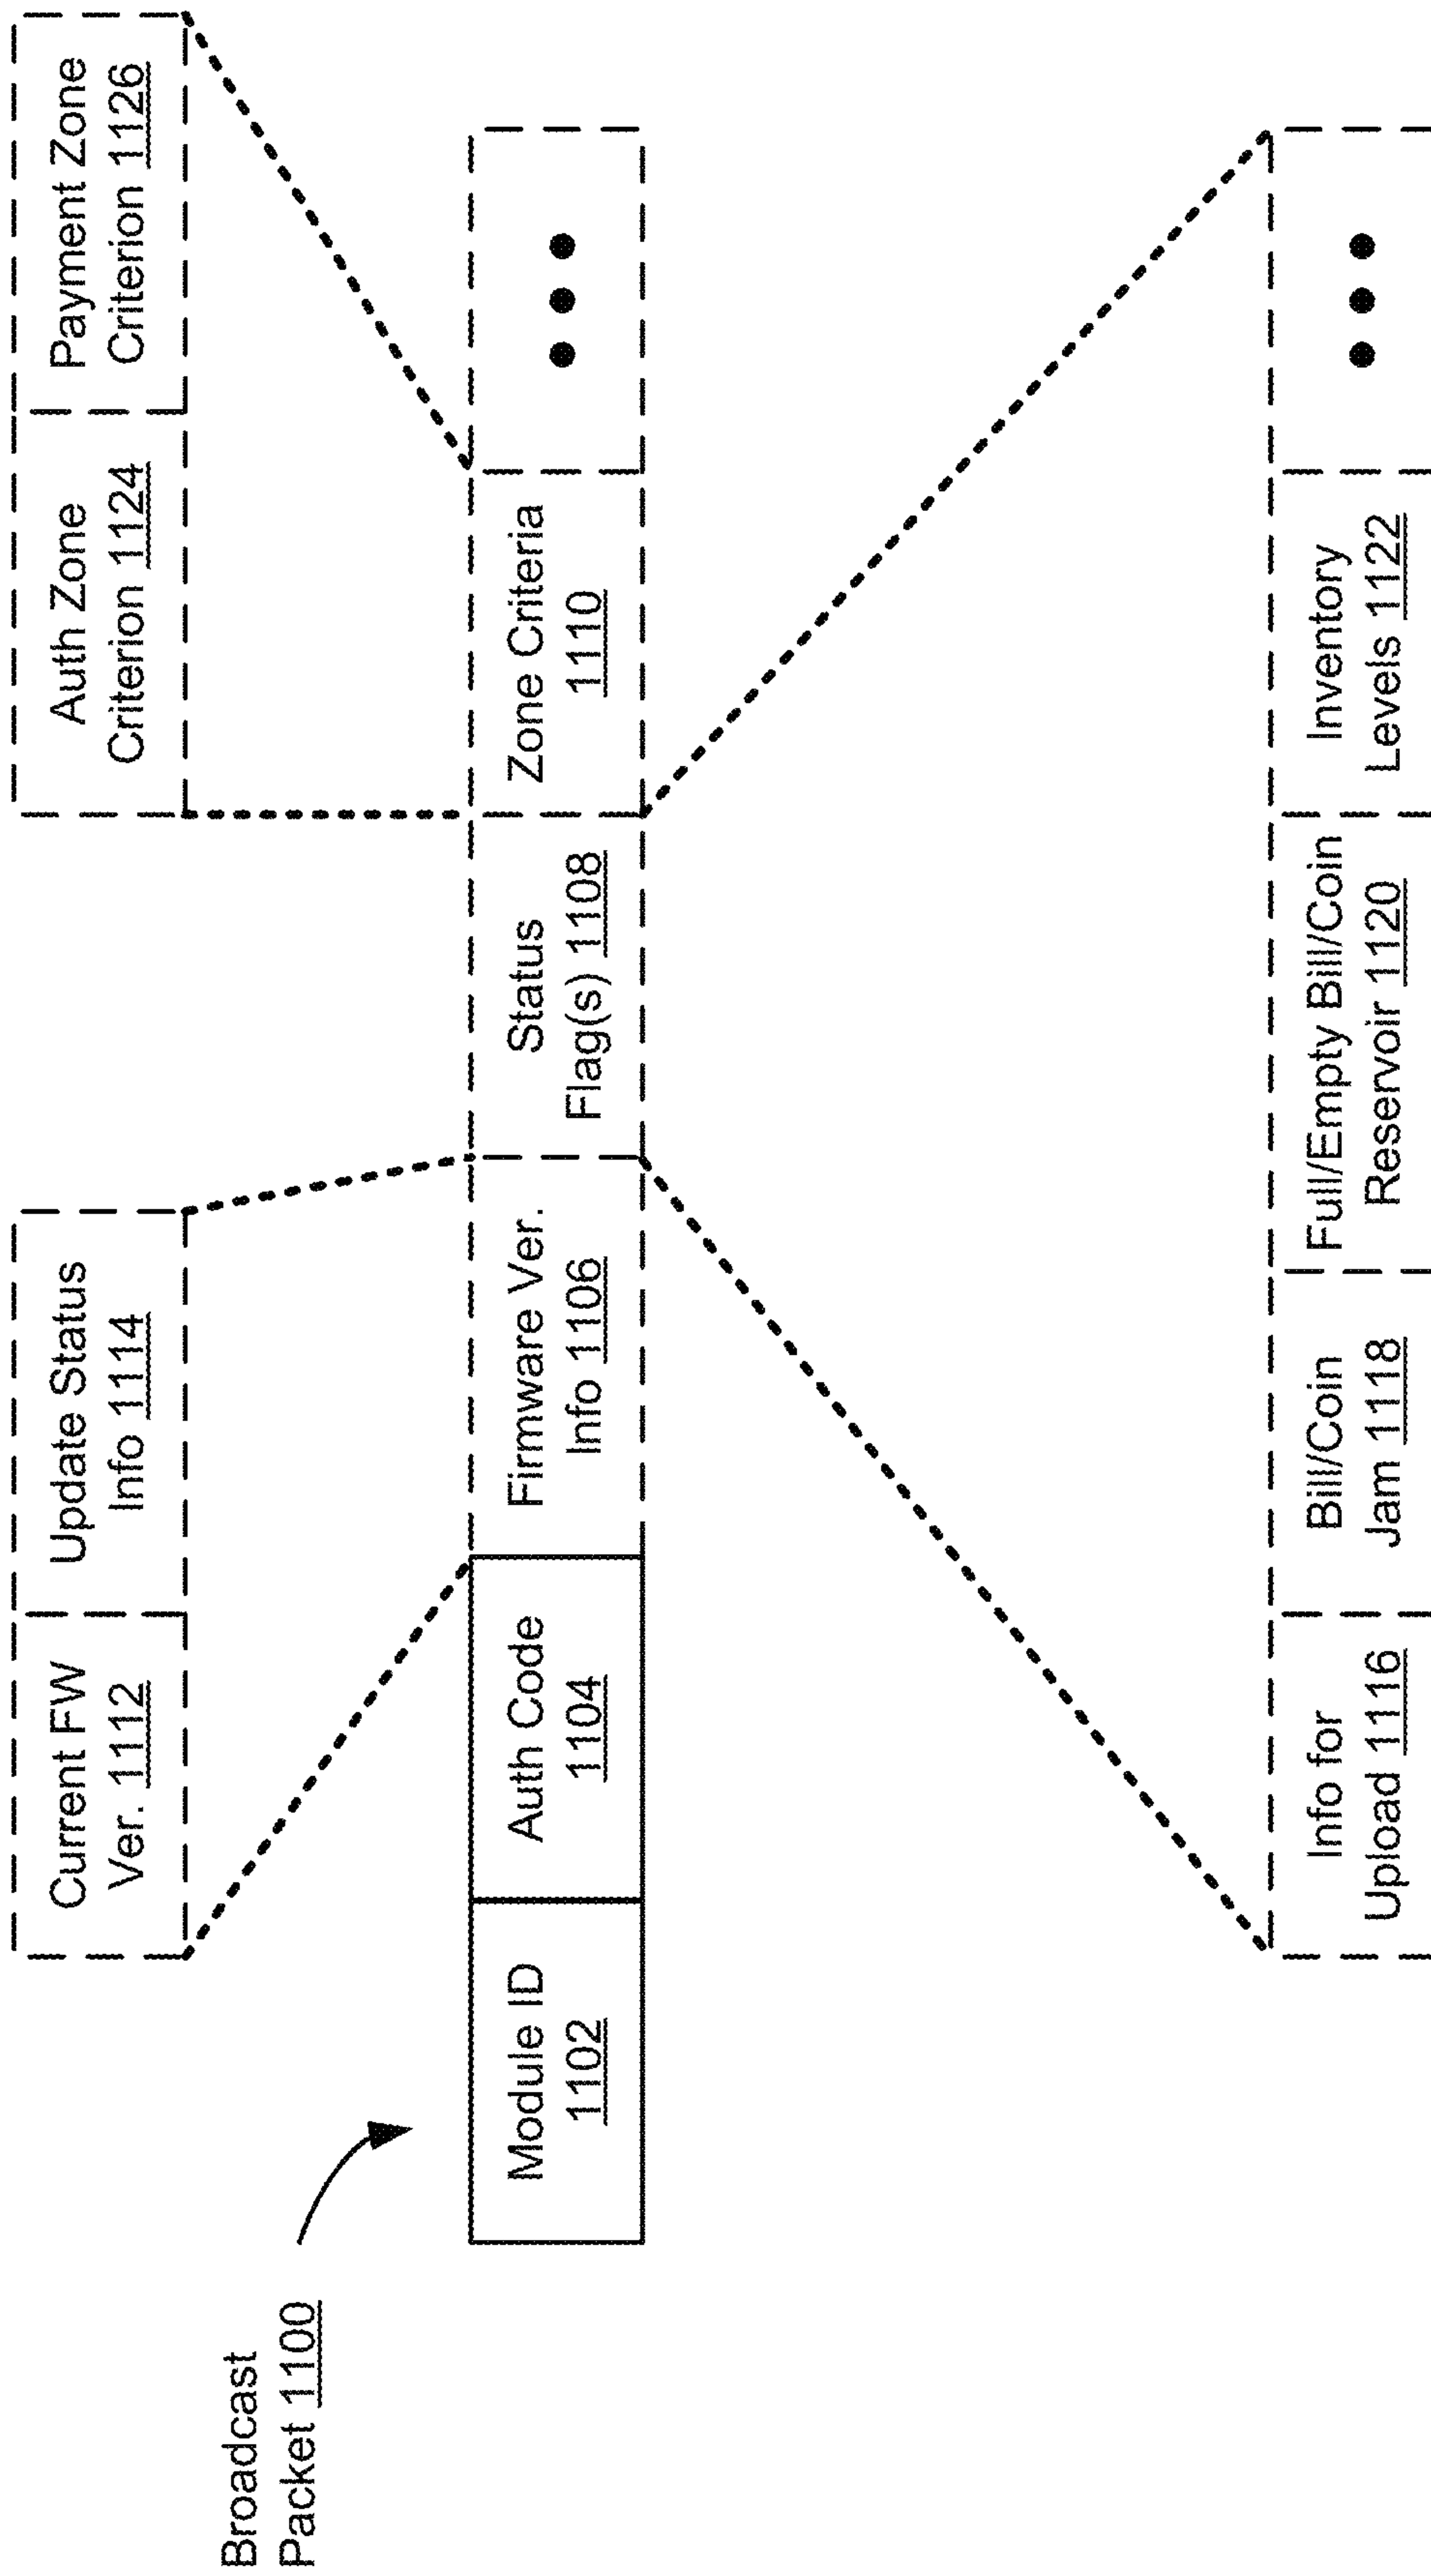 Current FW
Ver. 1112
Update Status
Info 1114
Auth Zone
Criterion 1124
Payment Zone
Criterion 1126
Broadcast
Packet 1100
Module ID
1102
Auth Code
1104
Firmware Ver.
Info 1106
Status
Flag(s) 1108
Zone Criteria
1110
Info for
Upload 1116
Bill/Coin
Jam 1118
Full/Empty Bill/Coin
Reservoir 1120
Inventory
Levels 1122